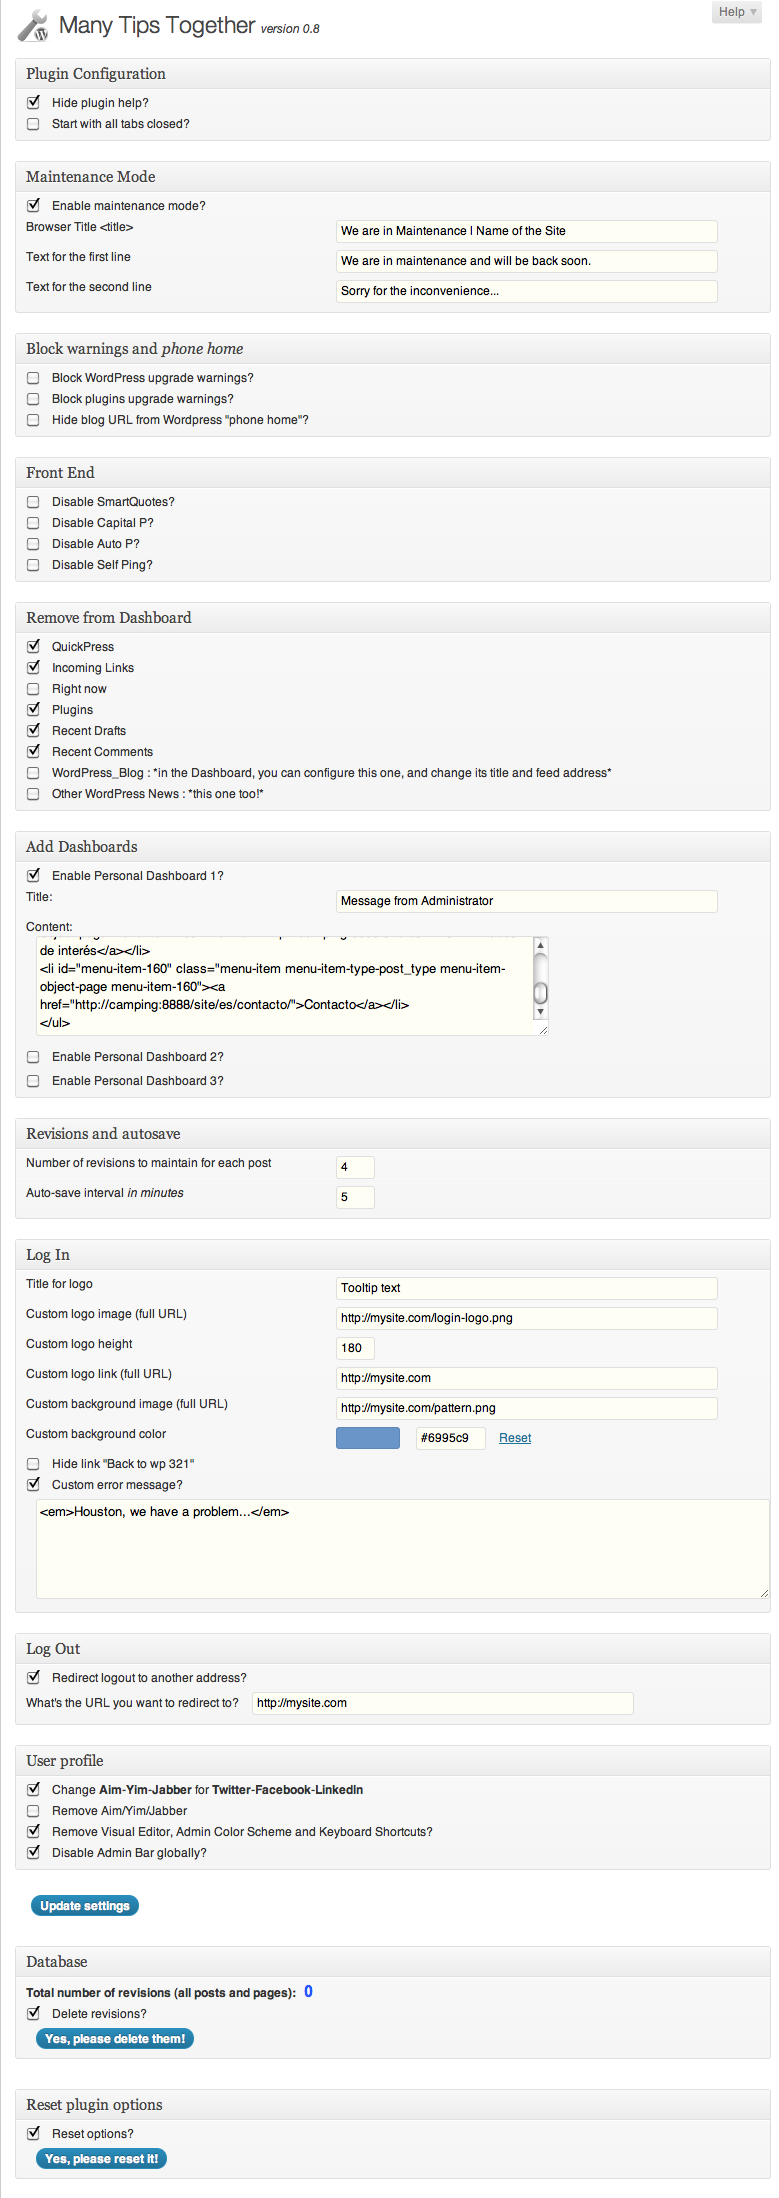 Many Tips Together version 0.8
Help
Plugin Configuration
Hide plugin help?
Start with all tabs closed?
Maintenance Mode
Enable maintenance mode?
Browser Title <title>
We are in Maintenance | Name of the Site
Text for the first line
We are in maintenance and will be back soon.
Text for the second line
Sorry for the inconvenience...
Block warnings and phone home
Block WordPress upgrade warnings?
Block plugins upgrade warnings?
Hide blog URL from Wordpress "phone home"?
Front End
Disable SmartQuotes?
Disable Capital P?
Disable Auto P?
Disable Self Ping?
Remove from Dashboard
QuickPress
Incoming Links
Right now
Plugins
Recent Drafts
Recent Comments
WordPress_Blog : *in the Dashboard, you can configure this one, and change its title and feed address*
Other WordPress News : *this one too!*
Add Dashboards
Enable Personal Dashboard 1?
Title:
Message from Administrator
Content:
de interés</a></li>
<li id="menu-item-160" class="menu-item menu-item-type-post_type menu-item-
object-page menu-item-160"><a
href="http://camping:8888/site/es/contacto/">Contacto</a></li>
</ul>
Enable Personal Dashboard 2?
Enable Personal Dashboard 3?
Revisions and autosave
Number of revisions to maintain for each post
4
Auto-save interval in minutes
5
Log In
Title for logo
Tooltip text
Custom logo image (full URL)
http://mysite.com/login-logo.png
Custom logo height
180
Custom logo link (full URL)
http://mysite.com
Custom background image (full URL)
http://mysite.com/pattern.png
Custom background color
#6995c9
Reset
Hide link "Back to wp 321"
Custom error message?
<em>Houston, we have a problem...</em>
Log Out
Redirect logout to another address?
What's the URL you want to redirect to?
http://mysite.com
User profile
Change Aim-Yim-Jabber for Twitter-Facebook-LinkedIn
Remove Aim/Yim/Jabber
Remove Visual Editor, Admin Color Scheme and Keyboard Shortcuts?
Disable Admin Bar globally?
Update settings
Database
Total number of revisions (all posts and pages): 0
Delete revisions?
Yes, please delete them!
Reset plugin options
Reset options?
Yes, please reset it!